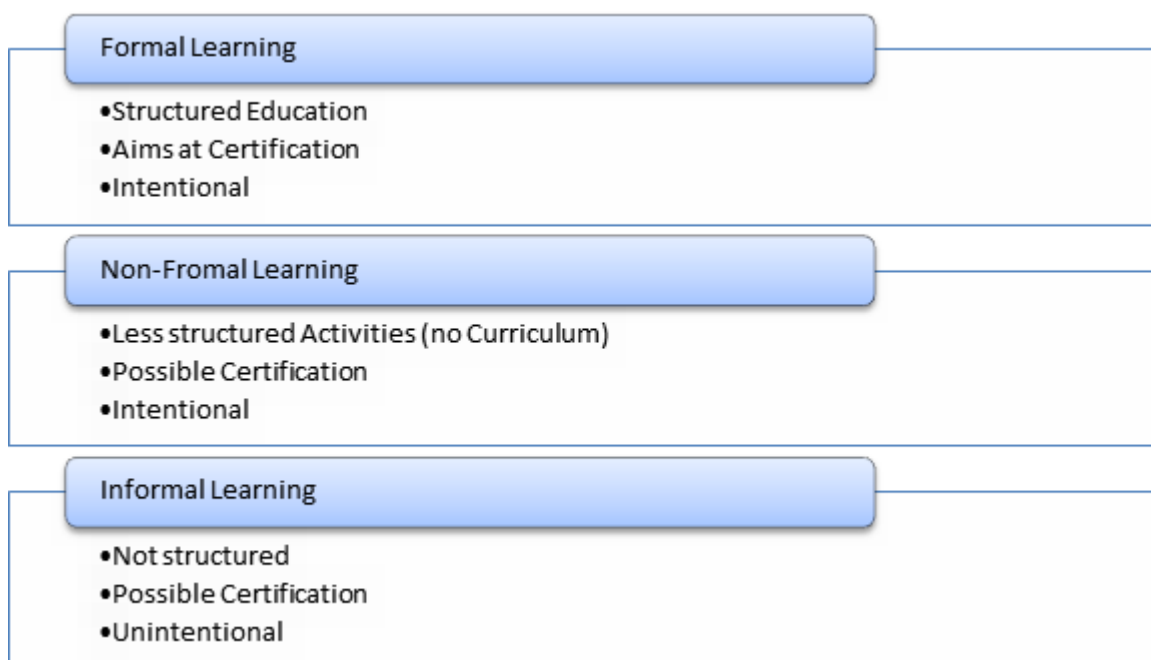 Formal Learning
•Structured Education
•Aims at Certification
•Intentional
Non-Fromal Learning
•Less structured Activities (no Curriculum)
•Possible Certification
•Intentional
Informal Learning
•Not structured
•Possible Certification
•Unintentional